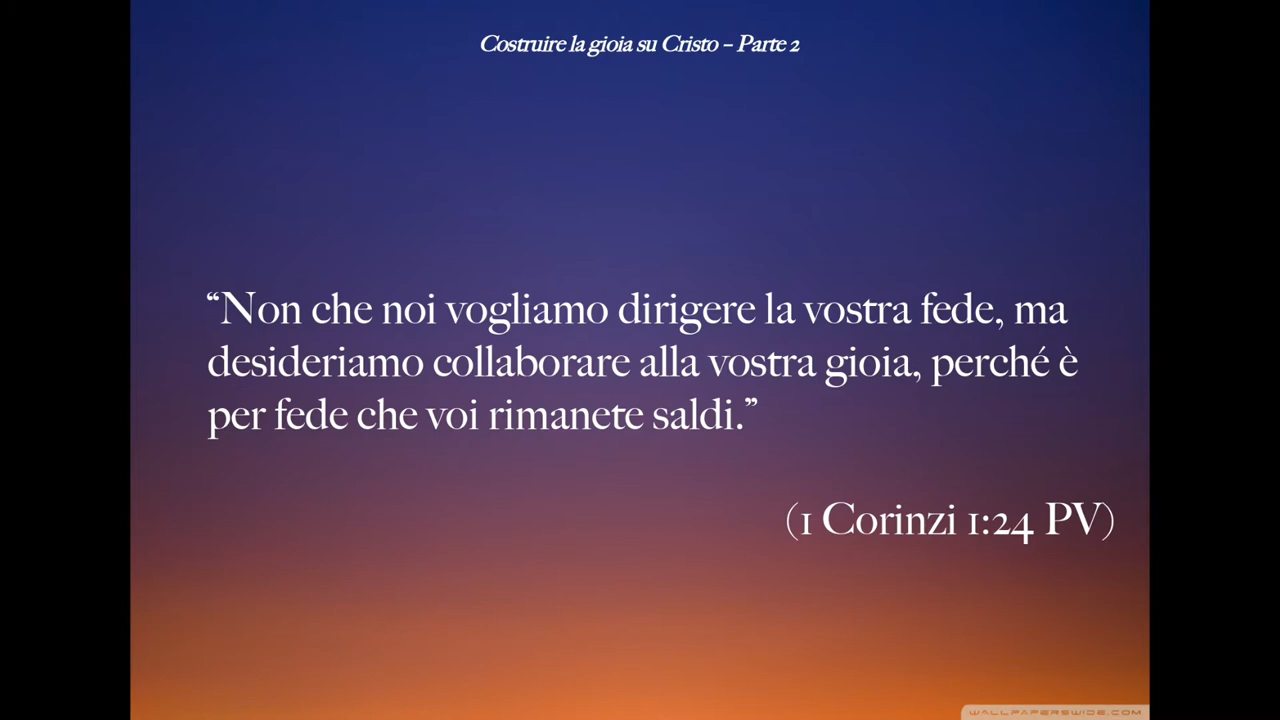 Costruire la gioia su Cristo – Parte 2
“Non che noi vogliamo dirigere la vostra fede, ma
desideriamo collaborare alla vostra gioia, perché è
per fede che voi rimanete saldi.”
(1 Corinzi 1:24 PV)
WALLPAPERSWIDE.COM